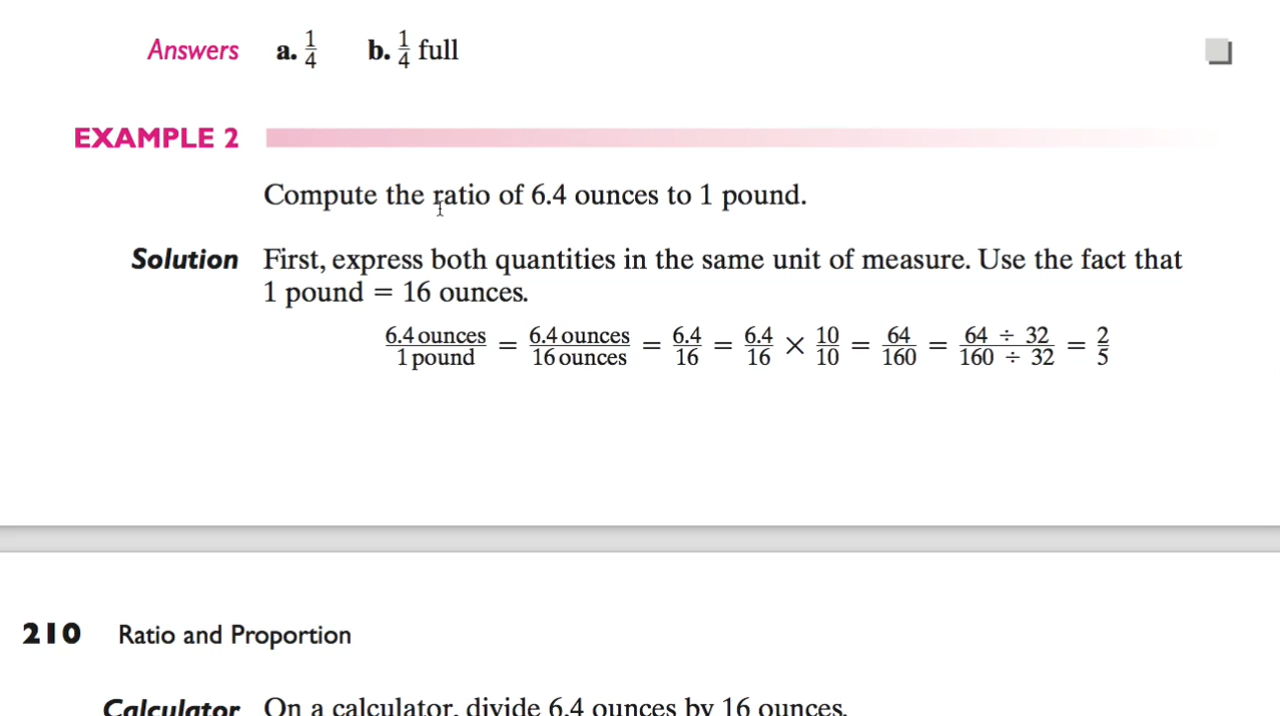 Answers a. 1/4 b. 1/4 full
EXAMPLE 2
Compute the ratio of 6.4 ounces to 1 pound.
Solution First, express both quantities in the same unit of measure. Use the fact that
1 pound = 16 ounces.
6.4 ounces/1 pound = 6.4 ounces/16 ounces = 6.4/16 = 6.4/16 × 10/10 = 64/160 = 64 ÷ 32/160 ÷ 32 = 2/5
210 Ratio and Proportion
Calculator On a calculator, divide 6.4 ounces by 16 ounces.